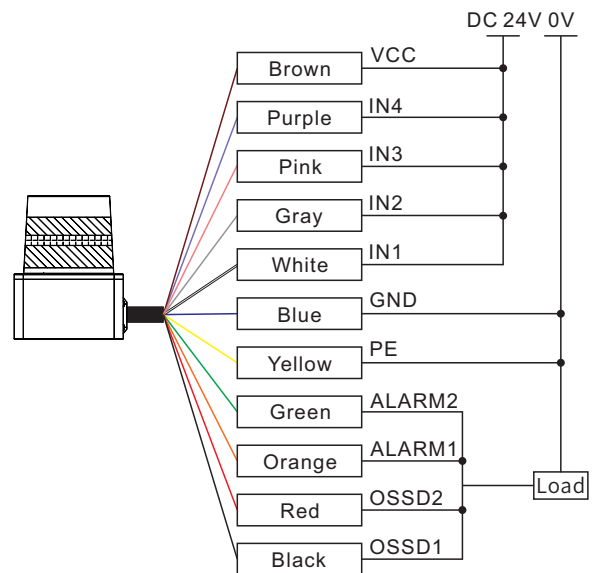 DC 24V 0V
Brown VCC
Purple IN4
Pink IN3
Gray IN2
White IN1
Blue GND
Yellow PE
Green ALARM2
Orange ALARM1
Load
Red OSSD2
Black OSSD1